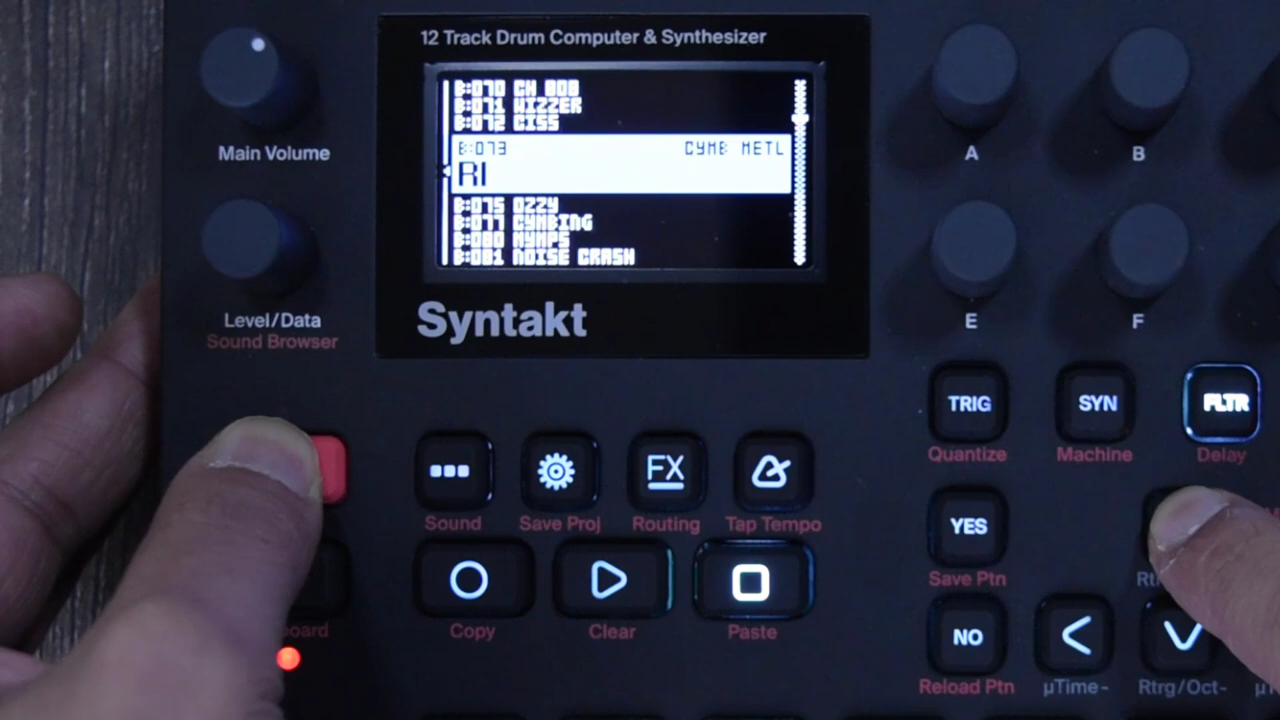 12 Track Drum Computer & Synthesizer
B:070 CH 808
B:071 WIZZER
B:072 CISS
B:073 CYMB METL
RI
B:075 OZZY
B:077 CYMBING
B:080 NYMPS
B:081 NOISE CRASH
Syntakt
Main Volume
Level/Data
Sound Browser
A
B
E
F
TRIG
SYN
FLTR
Quantize
Machine
Delay
FX
Sound
Save Proj
Routing
Tap Tempo
YES
Save Ptn
Copy
Clear
Paste
NO
Reload Ptn
µTime-
Rtrg/Oct-